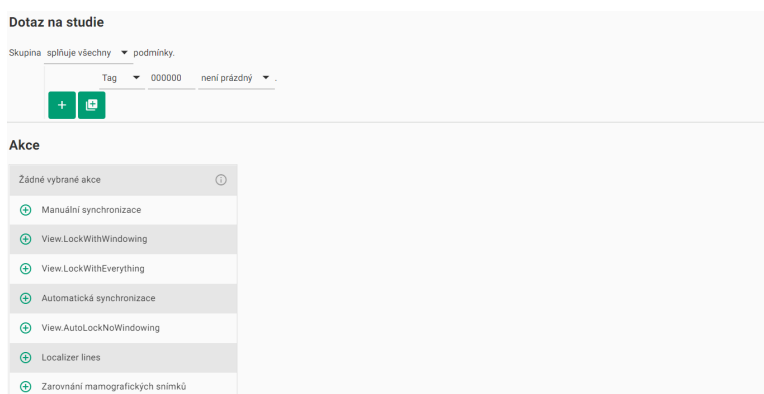 Dotaz na studie
Skupina splňuje všechny podmínky.
Tag 000000 není prázdný .
Akce
Žádné vybrané akce
Manuální synchronizace
View.LockWithWindowing
View.LockWithEverything
Automatická synchronizace
View.AutoLockNoWindowing
Localizer lines
Zarovnání mamografických snímků